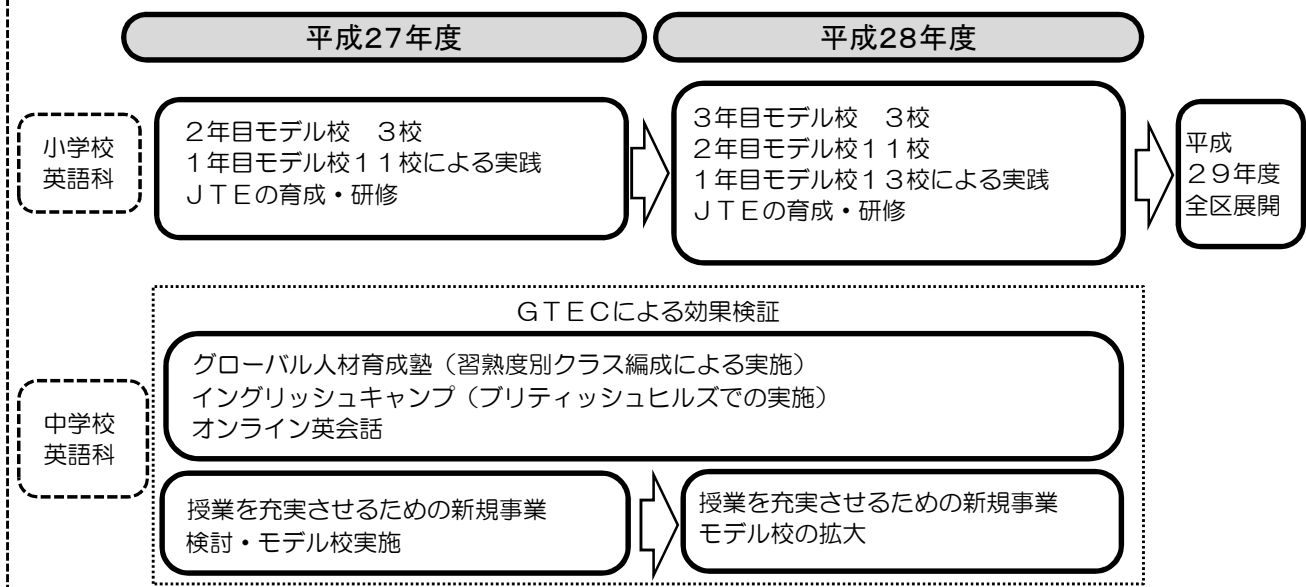 平成27年度
平成28年度
小学校
英語科
２年目モデル校　３校
１年目モデル校１１校による実践
ＪＴＥの育成・研修
３年目モデル校　３校
２年目モデル校１１校
１年目モデル校１３校による実践
ＪＴＥの育成・研修
平成
２９年度
全区展開
中学校
英語科
ＧＴＥＣによる効果検証
グローバル人材育成塾（習熟度別クラス編成による実施）
イングリッシュキャンプ（ブリティッシュヒルズでの実施）
オンライン英会話
授業を充実させるための新規事業
検討・モデル校実施
授業を充実させるための新規事業
モデル校の拡大